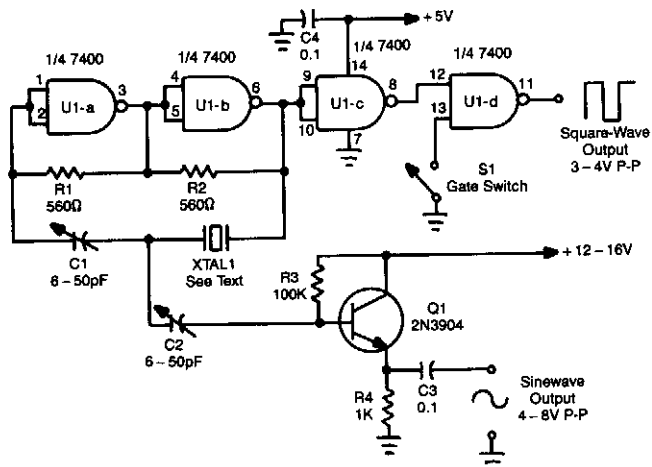 +5V
C4
0.1
1/4 7400
1/4 7400
1/4 7400
1/4 7400
14
1
2
3
U1-a
4
5
6
U1-b
9
10
8
U1-c
7
12
13
11
U1-d
R1
560Ω
R2
560Ω
S1
Gate Switch
Square-Wave
Output
3-4V P-P
C1
6-50pF
XTAL1
See Text
+12-16V
R3
100K
Q1
2N3904
C2
6-50pF
R4
1K
C3
0.1
Sinewave
Output
4-8V P-P